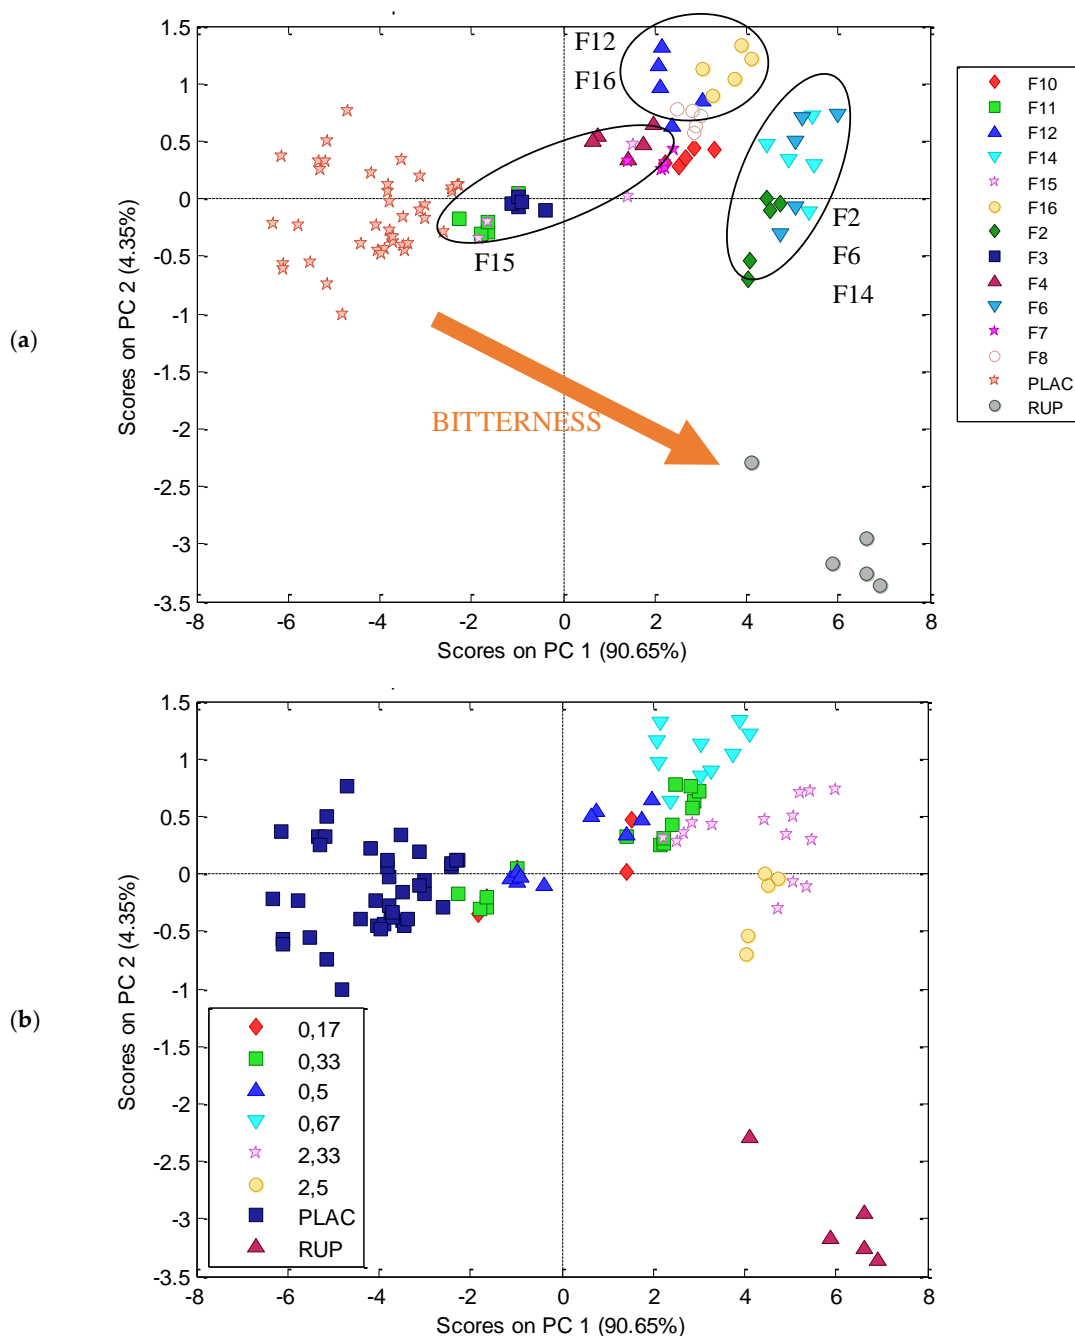 1.5
1
0.5
0
-0.5
-1
-1.5
-2
-2.5
-3
-3.5
Scores on PC 2 (4.35%)
(a)
F12
F16
F15
F2
F6
F14
BITTERNESS
-8 -6 -4 -2 0 2 4 6 8
Scores on PC 1 (90.65%)
F10
F11
F12
F14
F15
F16
F2
F3
F4
F6
F7
F8
PLAC
RUP
1.5
1
0.5
0
-0.5
-1
-1.5
-2
-2.5
-3
-3.5
Scores on PC 2 (4.35%)
(b)
0,17
0,33
0,5
0,67
2,33
2,5
PLAC
RUP
-8 -6 -4 -2 0 2 4 6 8
Scores on PC 1 (90.65%)